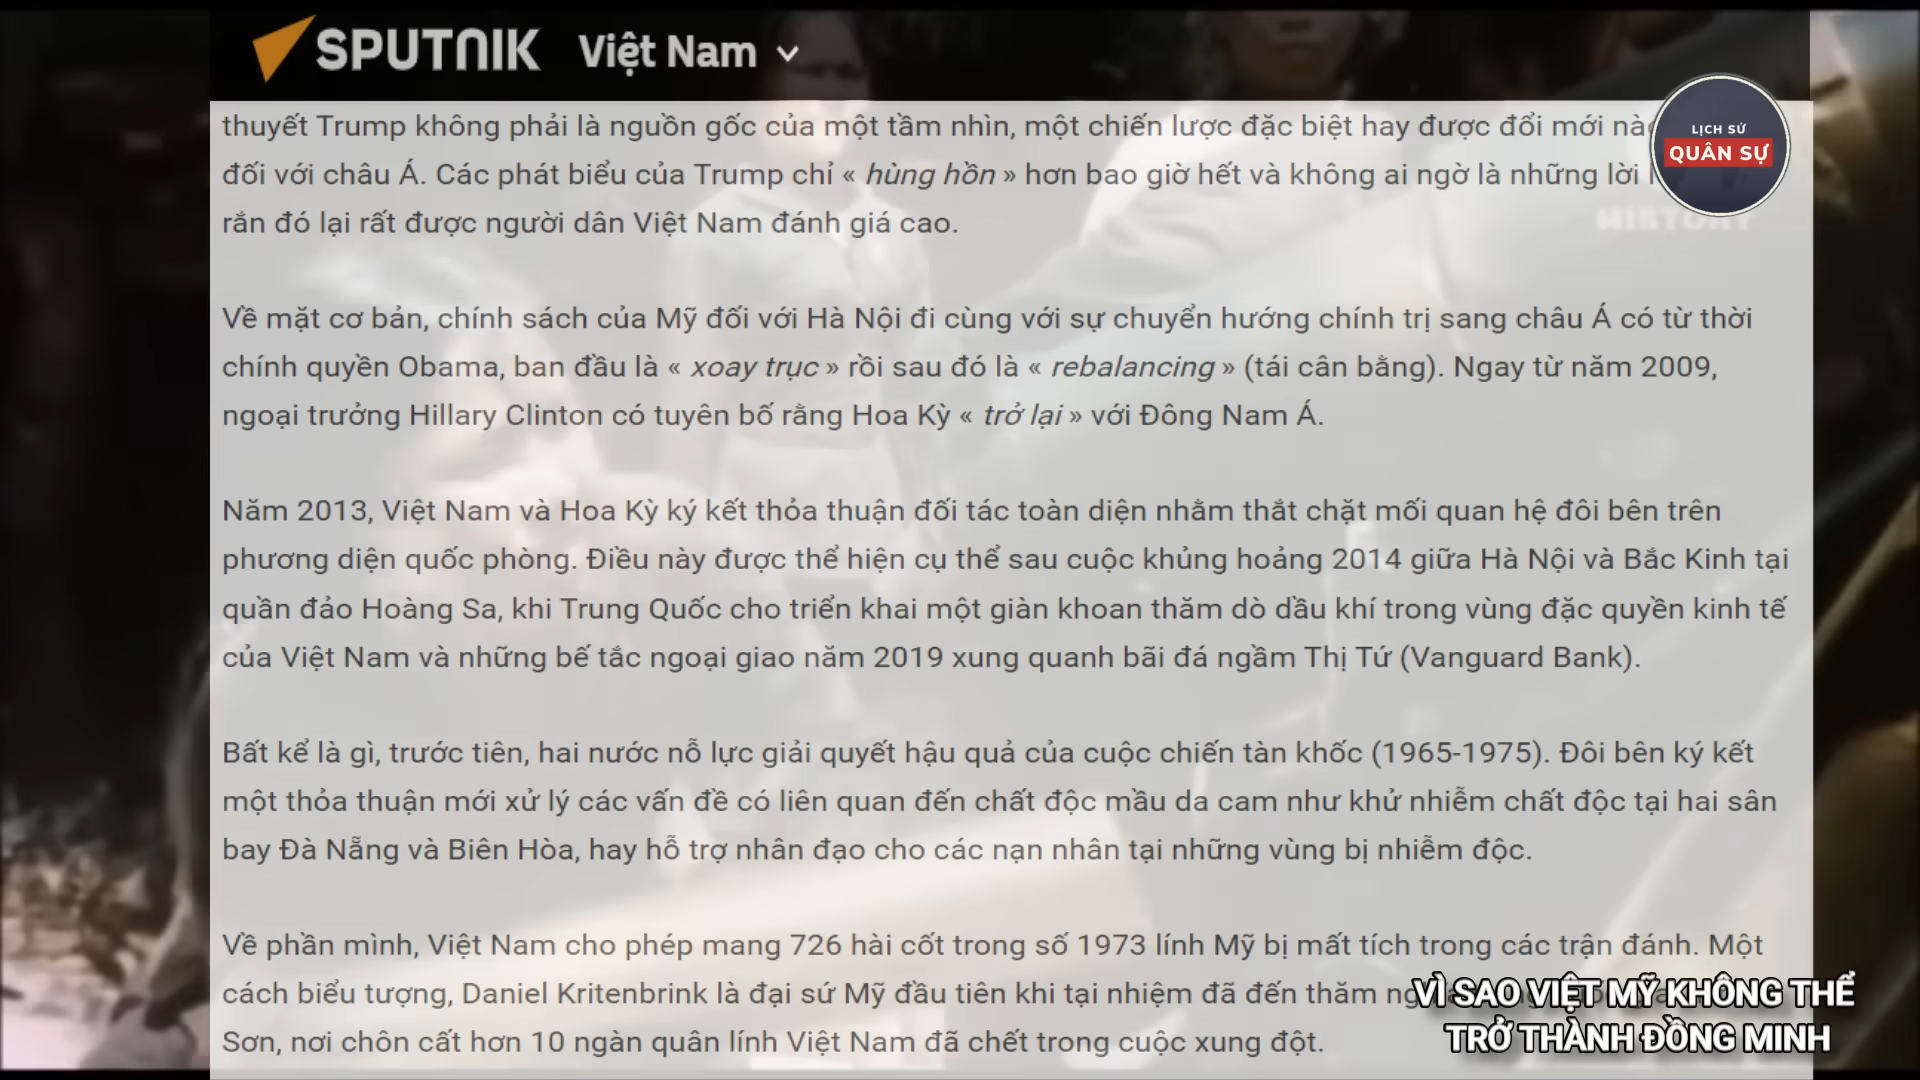 SPUTNIK Việt Nam
LỊCH SỬ
QUÂN SỰ
HISTORY
thuyết Trump không phải là nguồn gốc của một tầm nhìn, một chiến lược đặc biệt hay được đổi mới
đối với châu Á. Các phát biểu của Trump chỉ « hùng hồn » hơn bao giờ hết và không ai ngờ là những lời
rắn đó lại rất được người dân Việt Nam đánh giá cao.
Về mặt cơ bản, chính sách của Mỹ đối với Hà Nội đi cùng với sự chuyển hướng chính trị sang châu Á có từ thời
chính quyền Obama, ban đầu là « xoay trục » rồi sau đó là « rebalancing » (tái cân bằng). Ngay từ năm 2009,
ngoại trưởng Hillary Clinton có tuyên bố rằng Hoa Kỳ « trở lại » với Đông Nam Á.
Năm 2013, Việt Nam và Hoa Kỳ ký kết thỏa thuận đối tác toàn diện nhằm thắt chặt mối quan hệ đôi bên trên
phương diện quốc phòng. Điều này được thể hiện cụ thể sau cuộc khủng hoảng 2014 giữa Hà Nội và Bắc Kinh tại
quần đảo Hoàng Sa, khi Trung Quốc cho triển khai một giàn khoan thăm dò dầu khí trong vùng đặc quyền kinh tế
của Việt Nam và những bế tắc ngoại giao năm 2019 xung quanh bãi đá ngầm Thị Tứ (Vanguard Bank).
Bất kể là gì, trước tiên, hai nước nỗ lực giải quyết hậu quả của cuộc chiến tàn khốc (1965-1975). Đôi bên ký kết
một thỏa thuận mới xử lý các vấn đề có liên quan đến chất độc mầu da cam như khử nhiễm chất độc tại hai sân
bay Đà Nẵng và Biên Hòa, hay hỗ trợ nhân đạo cho các nạn nhân tại những vùng bị nhiễm độc.
Về phần mình, Việt Nam cho phép mang 726 hài cốt trong số 1973 lính Mỹ bị mất tích trong các trận đánh. Một
cách biểu tượng, Daniel Kritenbrink là đại sứ Mỹ đầu tiên khi tại nhiệm đã đến thăm
Sơn, nơi chôn cất hơn 10 ngàn quân lính Việt Nam đã chết trong cuộc xung đột.
VÌ SAO VIỆT MỸ KHÔNG THỂ
TRỞ THÀNH ĐỒNG MINH